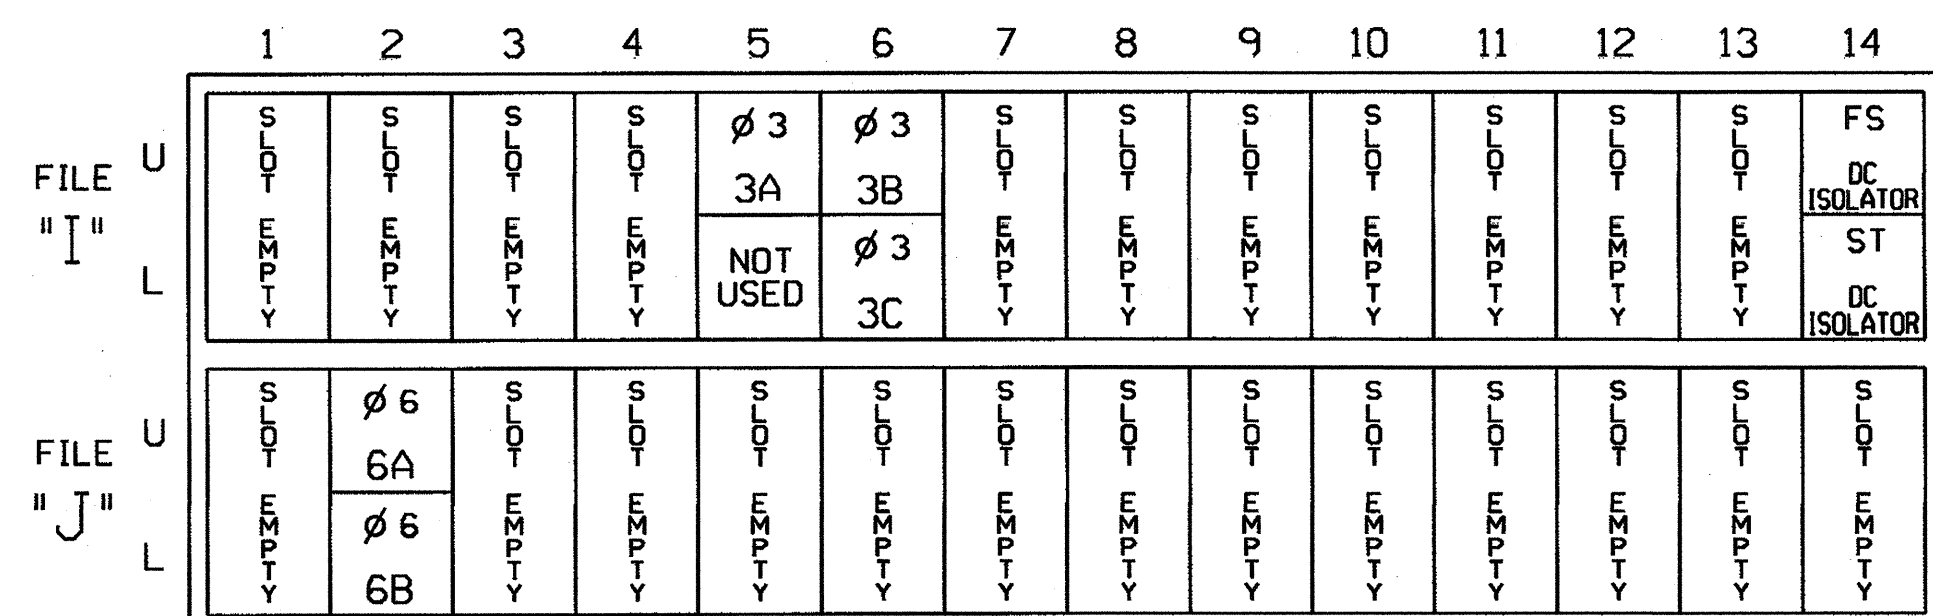 1 2 3 4 5 6 7 8 9 10 11 12 13 14
FILE "I"
U
L
SLOT EMPTY
SLOT EMPTY
SLOT EMPTY
SLOT EMPTY
Ø 3
3A
NOT USED
Ø 3
3B
Ø 3
3C
SLOT EMPTY
SLOT EMPTY
SLOT EMPTY
SLOT EMPTY
SLOT EMPTY
SLOT EMPTY
SLOT EMPTY
FS
DC
ISOLATOR
ST
DC
ISOLATOR
FILE "J"
U
L
SLOT EMPTY
Ø 6
6A
Ø 6
6B
SLOT EMPTY
SLOT EMPTY
SLOT EMPTY
SLOT EMPTY
SLOT EMPTY
SLOT EMPTY
SLOT EMPTY
SLOT EMPTY
SLOT EMPTY
SLOT EMPTY
SLOT EMPTY
SLOT EMPTY